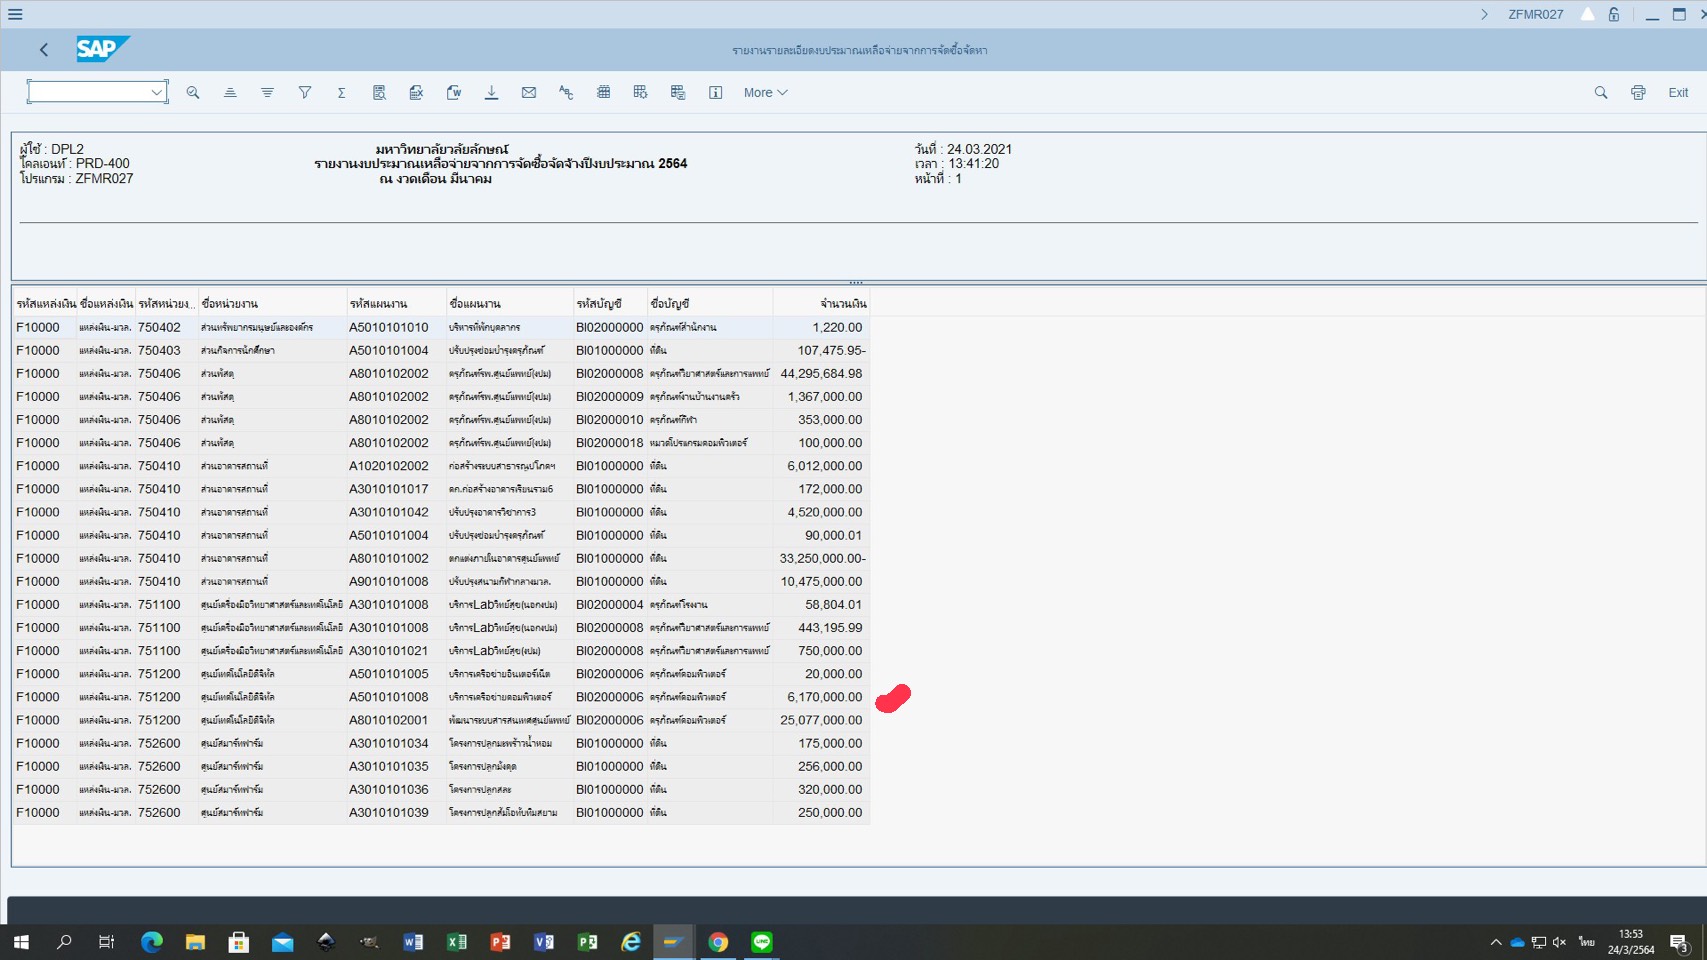 ZFMR027
SAP
รายงานรายละเอียดงบประมาณเหลือจ่ายจากการจัดซื้อจัดหา
More
Exit
ผู้ใช้ : DPL2
มหาวิทยาลัยวลัยลักษณ์
วันที่ : 24.03.2021
ไคลเอนท์ : PRD-400
รายงานงบประมาณเหลือจ่ายจากการจัดซื้อจัดจ้างปีงบประมาณ 2564
เวลา : 13:41:20
โปรแกรม : ZFMR027
ณ งวดเดือน มีนาคม
หน้าที่ : 1
รหัสแหล่งเงิน ชื่อแหล่งเงิน รหัสหน่วยง... ชื่อหน่วยงาน รหัสแผนงาน ชื่อแผนงาน รหัสบัญชี ชื่อบัญชี จำนวนเงิน
F10000 แหล่งเงิน-มวล. 750402 ส่วนทรัพยากรมนุษย์และองค์กร A5010101010 บริหารที่พักบุคลากร BI02000000 ครุภัณฑ์สำนักงาน 1,220.00
F10000 แหล่งเงิน-มวล. 750403 ส่วนกิจการนักศึกษา A5010101004 ปรับปรุงซ่อมบำรุงครุภัณฑ์ BI01000000 ที่ดิน 107,475.95-
F10000 แหล่งเงิน-มวล. 750406 ส่วนพัสดุ A8010102002 ครุภัณฑ์รพ.ศูนย์แพทย์(งปม) BI02000008 ครุภัณฑ์วิยาศาสตร์และการแพทย์ 44,295,684.98
F10000 แหล่งเงิน-มวล. 750406 ส่วนพัสดุ A8010102002 ครุภัณฑ์รพ.ศูนย์แพทย์(งปม) BI02000009 ครุภัณฑ์งานบ้านงานครัว 1,367,000.00
F10000 แหล่งเงิน-มวล. 750406 ส่วนพัสดุ A8010102002 ครุภัณฑ์รพ.ศูนย์แพทย์(งปม) BI02000010 ครุภัณฑ์กีฬา 353,000.00
F10000 แหล่งเงิน-มวล. 750406 ส่วนพัสดุ A8010102002 ครุภัณฑ์รพ.ศูนย์แพทย์(งปม) BI02000018 หมวดโปรแกรมคอมพิวเตอร์ 100,000.00
F10000 แหล่งเงิน-มวล. 750410 ส่วนอาคารสถานที่ A1020102002 ก่อสร้างระบบสาธารณูปโภคฯ BI01000000 ที่ดิน 6,012,000.00
F10000 แหล่งเงิน-มวล. 750410 ส่วนอาคารสถานที่ A3010101017 คก.ก่อสร้างอาคารเรียนรวม6 BI01000000 ที่ดิน 172,000.00
F10000 แหล่งเงิน-มวล. 750410 ส่วนอาคารสถานที่ A3010101042 ปรับปรุงอาคารวิชาการ3 BI01000000 ที่ดิน 4,520,000.00
F10000 แหล่งเงิน-มวล. 750410 ส่วนอาคารสถานที่ A5010101004 ปรับปรุงซ่อมบำรุงครุภัณฑ์ BI01000000 ที่ดิน 90,000.01
F10000 แหล่งเงิน-มวล. 750410 ส่วนอาคารสถานที่ A8010101002 ตกแต่งภายในอาคารศูนย์แพทย์ BI01000000 ที่ดิน 33,250,000.00-
F10000 แหล่งเงิน-มวล. 750410 ส่วนอาคารสถานที่ A9010101008 ปรับปรุงสนามกีฬากลางมวล. BI01000000 ที่ดิน 10,475,000.00
F10000 แหล่งเงิน-มวล. 751100 ศูนย์เครื่องมือวิทยาศาสตร์และเทคโนโลยี A3010101008 บริการLabวิทย์สุข(นอกงปม) BI02000004 ครุภัณฑ์โรงงาน 58,804.01
F10000 แหล่งเงิน-มวล. 751100 ศูนย์เครื่องมือวิทยาศาสตร์และเทคโนโลยี A3010101008 บริการLabวิทย์สุข(นอกงปม) BI02000008 ครุภัณฑ์วิยาศาสตร์และการแพทย์ 443,195.99
F10000 แหล่งเงิน-มวล. 751100 ศูนย์เครื่องมือวิทยาศาสตร์และเทคโนโลยี A3010101021 บริการLabวิทย์สุข(งปม) BI02000008 ครุภัณฑ์วิยาศาสตร์และการแพทย์ 750,000.00
F10000 แหล่งเงิน-มวล. 751200 ศูนย์เทคโนโลยีดิจิทัล A5010101005 บริการเครือข่ายอินเตอร์เน็ต BI02000006 ครุภัณฑ์คอมพิวเตอร์ 20,000.00
F10000 แหล่งเงิน-มวล. 751200 ศูนย์เทคโนโลยีดิจิทัล A5010101008 บริการเครือข่ายคอมพิวเตอร์ BI02000006 ครุภัณฑ์คอมพิวเตอร์ 6,170,000.00
F10000 แหล่งเงิน-มวล. 751200 ศูนย์เทคโนโลยีดิจิทัล A8010102001 พัฒนาระบบสารสนเทศศูนย์แพทย์ BI02000006 ครุภัณฑ์คอมพิวเตอร์ 25,077,000.00
F10000 แหล่งเงิน-มวล. 752600 ศูนย์สมาร์ทฟาร์ม A3010101034 โครงการปลูกมะพร้าวน้ำหอม BI01000000 ที่ดิน 175,000.00
F10000 แหล่งเงิน-มวล. 752600 ศูนย์สมาร์ทฟาร์ม A3010101035 โครงการปลูกมังคุด BI01000000 ที่ดิน 256,000.00
F10000 แหล่งเงิน-มวล. 752600 ศูนย์สมาร์ทฟาร์ม A3010101036 โครงการปลูกสละ BI01000000 ที่ดิน 320,000.00
F10000 แหล่งเงิน-มวล. 752600 ศูนย์สมาร์ทฟาร์ม A3010101039 โครงการปลูกส้มโอทับทิมสยาม BI01000000 ที่ดิน 250,000.00
ไทย
13:53
24/3/2564
3